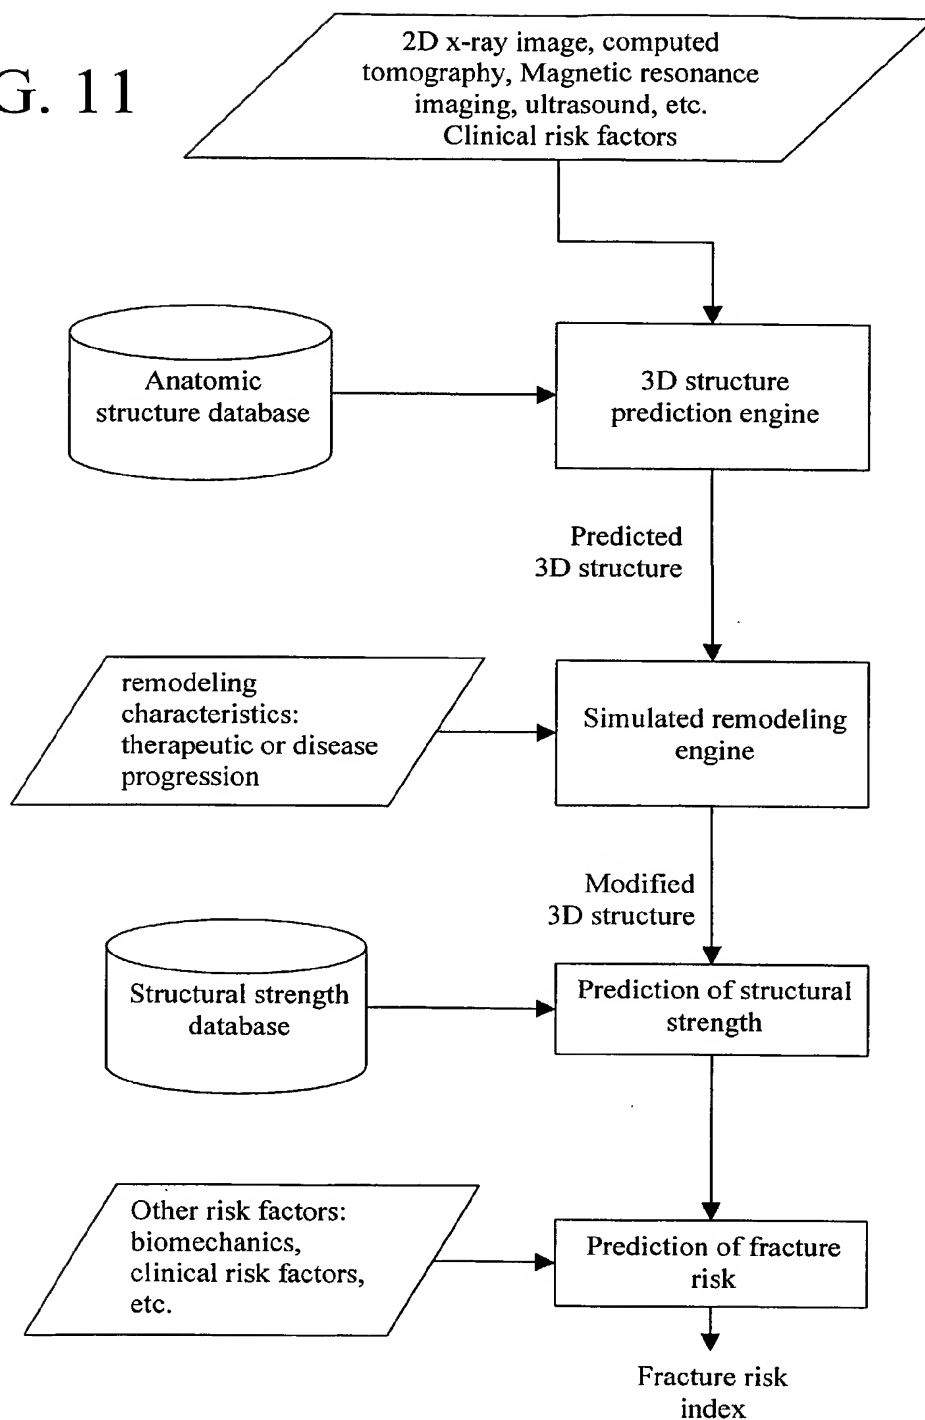 G. 11
2D x-ray image, computed
tomography, Magnetic resonance
imaging, ultrasound, etc.
Clinical risk factors
Anatomic
structure database
3D structure
prediction engine
Predicted
3D structure
remodeling
characteristics:
therapeutic or disease
progression
Simulated remodeling
engine
Modified
3D structure
Structural strength
database
Prediction of structural
strength
Other risk factors:
biomechanics,
clinical risk factors,
etc.
Prediction of fracture
risk
Fracture risk
index